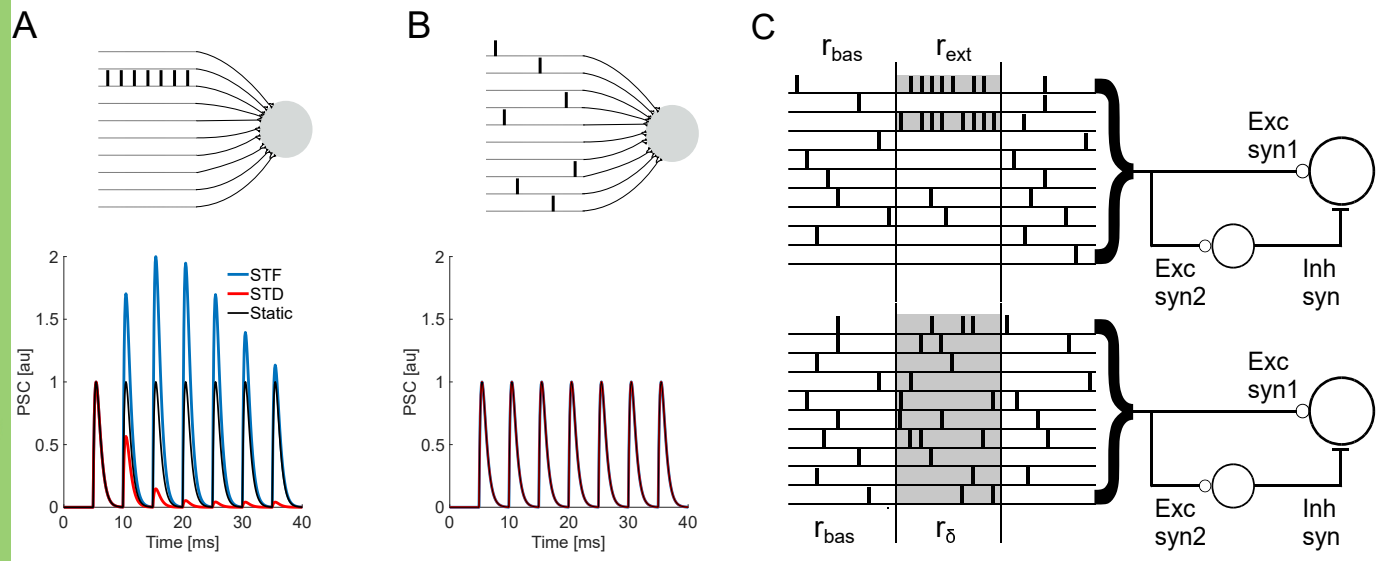 A
B
C
r_bas
r_ext
Exc
syn1
Exc
syn2
Inh
syn
2
1.5
1
0.5
0
PSC [au]
STF
STD
Static
0
10
20
30
40
Time [ms]
2
1.5
1
0.5
0
PSC [au]
0
10
20
30
40
Time [ms]
Exc
syn1
Exc
syn2
Inh
syn
r_bas
r_δ